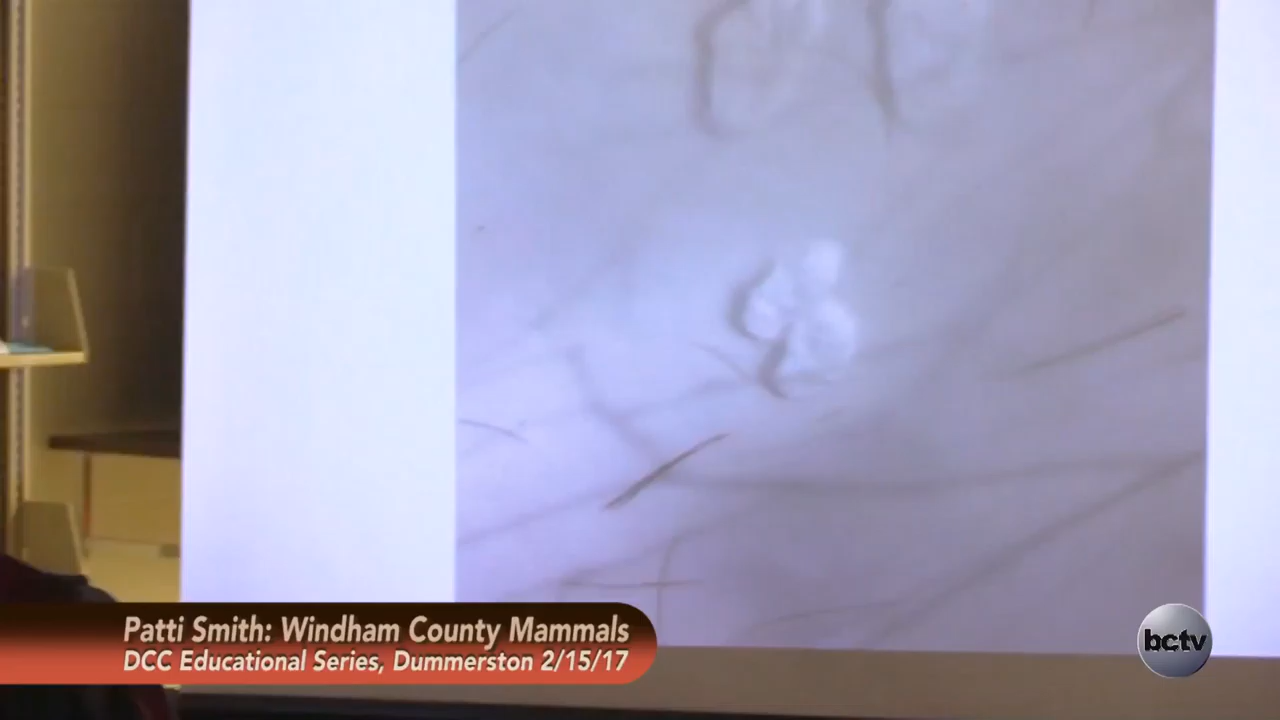 Patti Smith: Windham County Mammals
DCC Educational Series, Dummerston 2/15/17
bctv